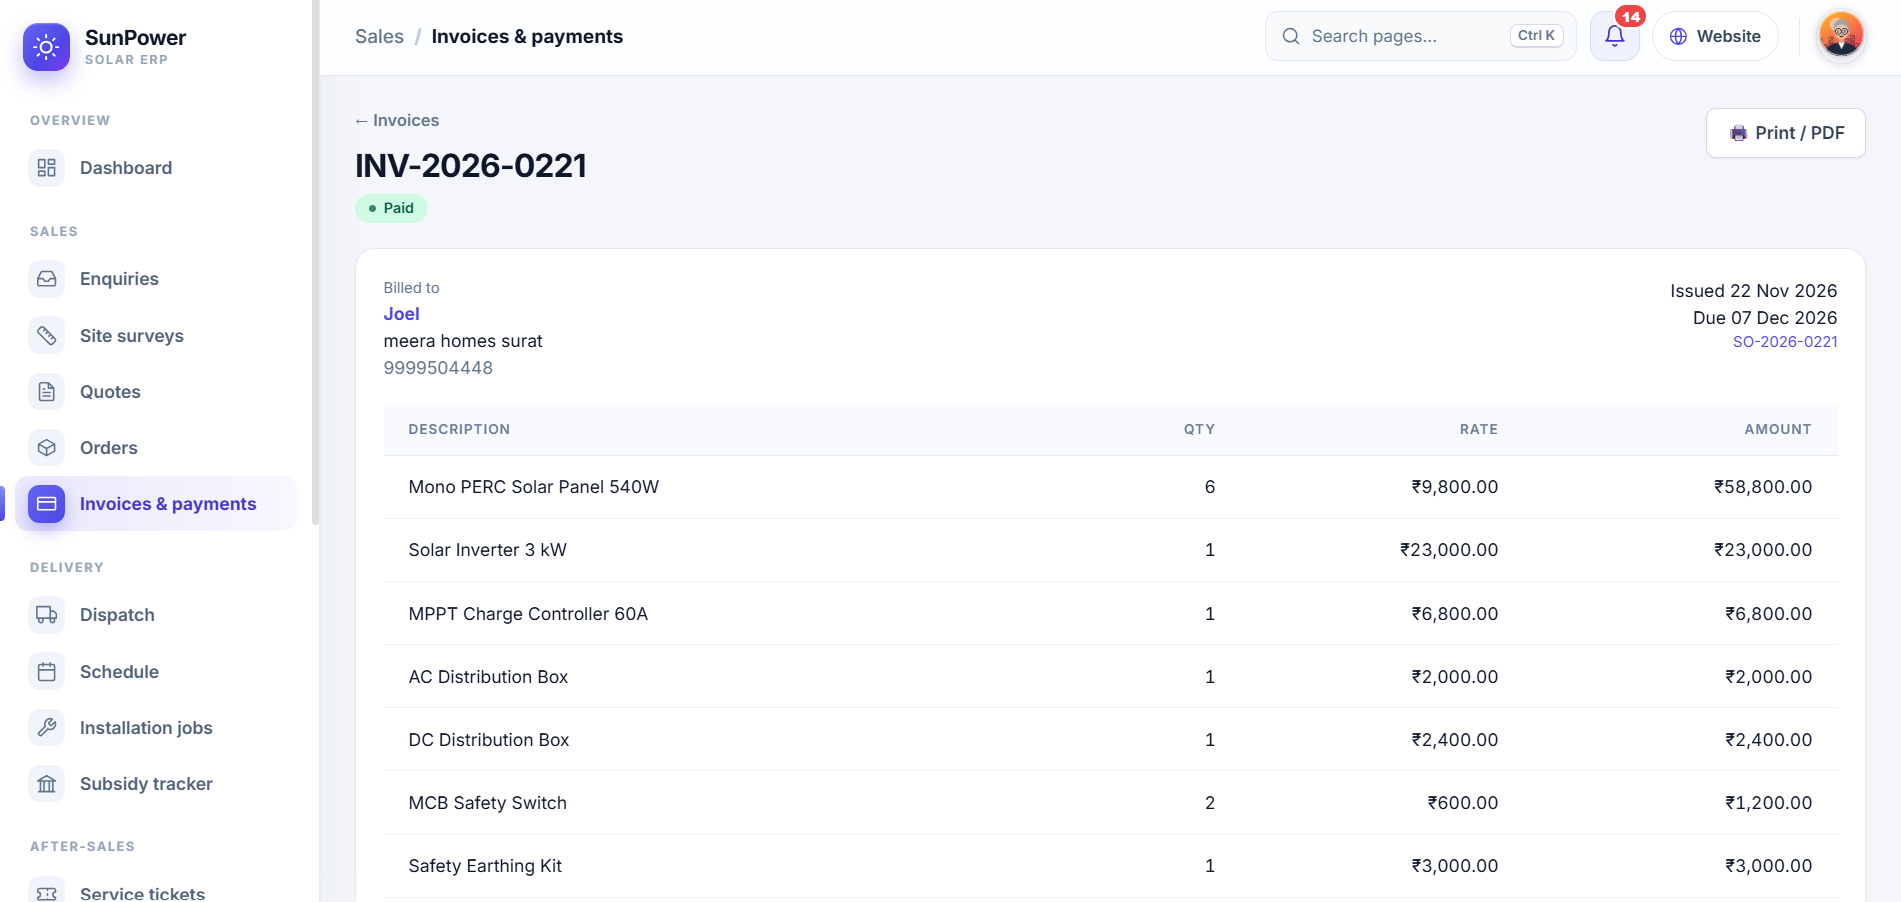 SunPower
SOLAR ERP
OVERVIEW
Dashboard
SALES
Enquiries
Site surveys
Quotes
Orders
Invoices & payments
DELIVERY
Dispatch
Schedule
Installation jobs
Subsidy tracker
AFTER-SALES
Service tickets
Sales / Invoices & payments
Search pages... Ctrl K
14
Website
← Invoices
INV-2026-0221
Paid
Print / PDF
Billed to
Joel
meera homes surat
9999504448
Issued 22 Nov 2026
Due 07 Dec 2026
SO-2026-0221
DESCRIPTION QTY RATE AMOUNT
Mono PERC Solar Panel 540W 6 ₹9,800.00 ₹58,800.00
Solar Inverter 3 kW 1 ₹23,000.00 ₹23,000.00
MPPT Charge Controller 60A 1 ₹6,800.00 ₹6,800.00
AC Distribution Box 1 ₹2,000.00 ₹2,000.00
DC Distribution Box 1 ₹2,400.00 ₹2,400.00
MCB Safety Switch 2 ₹600.00 ₹1,200.00
Safety Earthing Kit 1 ₹3,000.00 ₹3,000.00